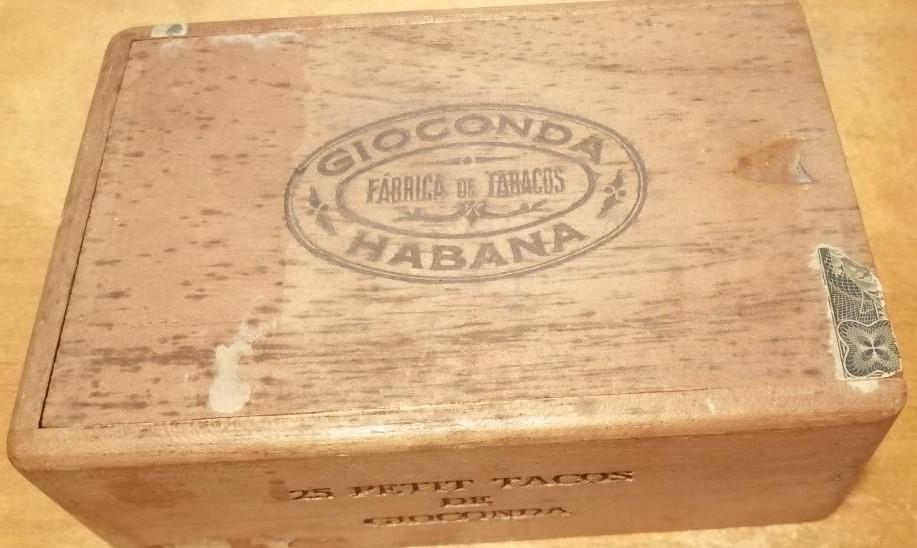 GIOCONDA
FÁBRICA DE TABACOS
HABANA
25 PETIT TACOS
DE
GIOCONDA